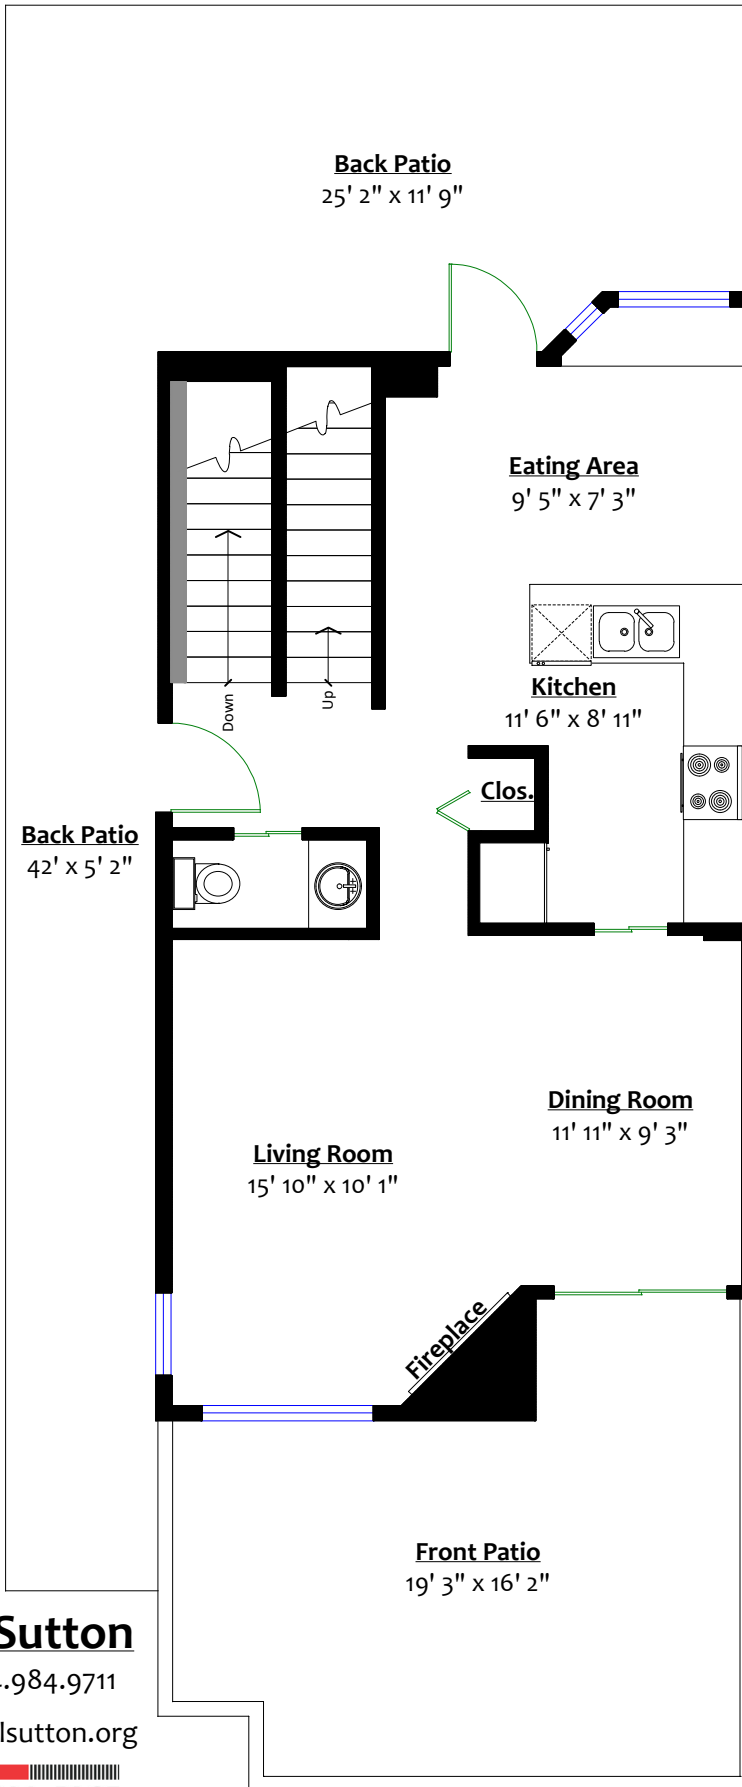 Back Patio
25' 2" x 11' 9"
Eating Area
9' 5" x 7' 3"
Kitchen
11' 6" x 8' 11"
Down
Up
Clos.
Back Patio
42' x 5' 2"
Dining Room
11' 11" x 9' 3"
Living Room
15' 10" x 10' 1"
Fireplace
Front Patio
19' 3" x 16' 2"
Sutton
.984.9711
lsutton.org